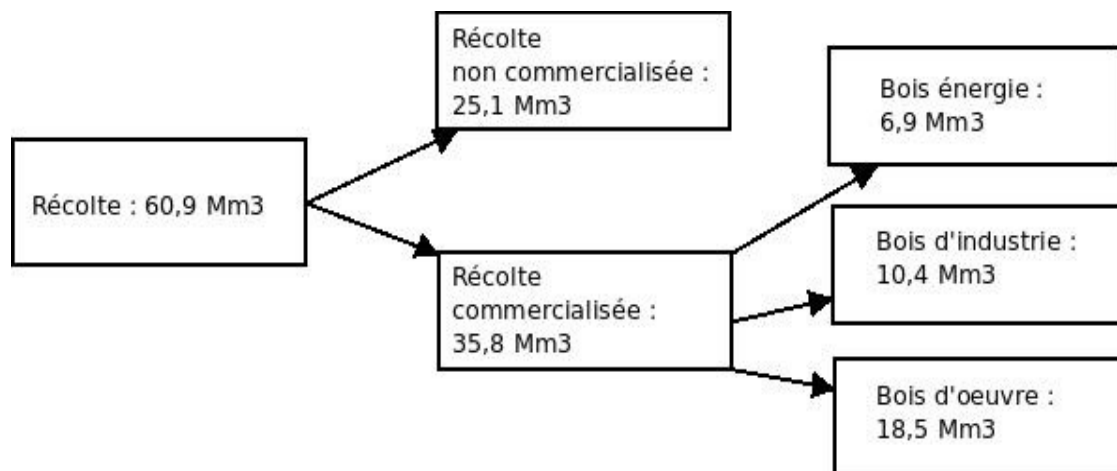 Récolte : 60,9 Mm3
Récolte
non commercialisée :
25,1 Mm3
Récolte
commercialisée :
35,8 Mm3
Bois énergie :
6,9 Mm3
Bois d'industrie :
10,4 Mm3
Bois d'oeuvre :
18,5 Mm3